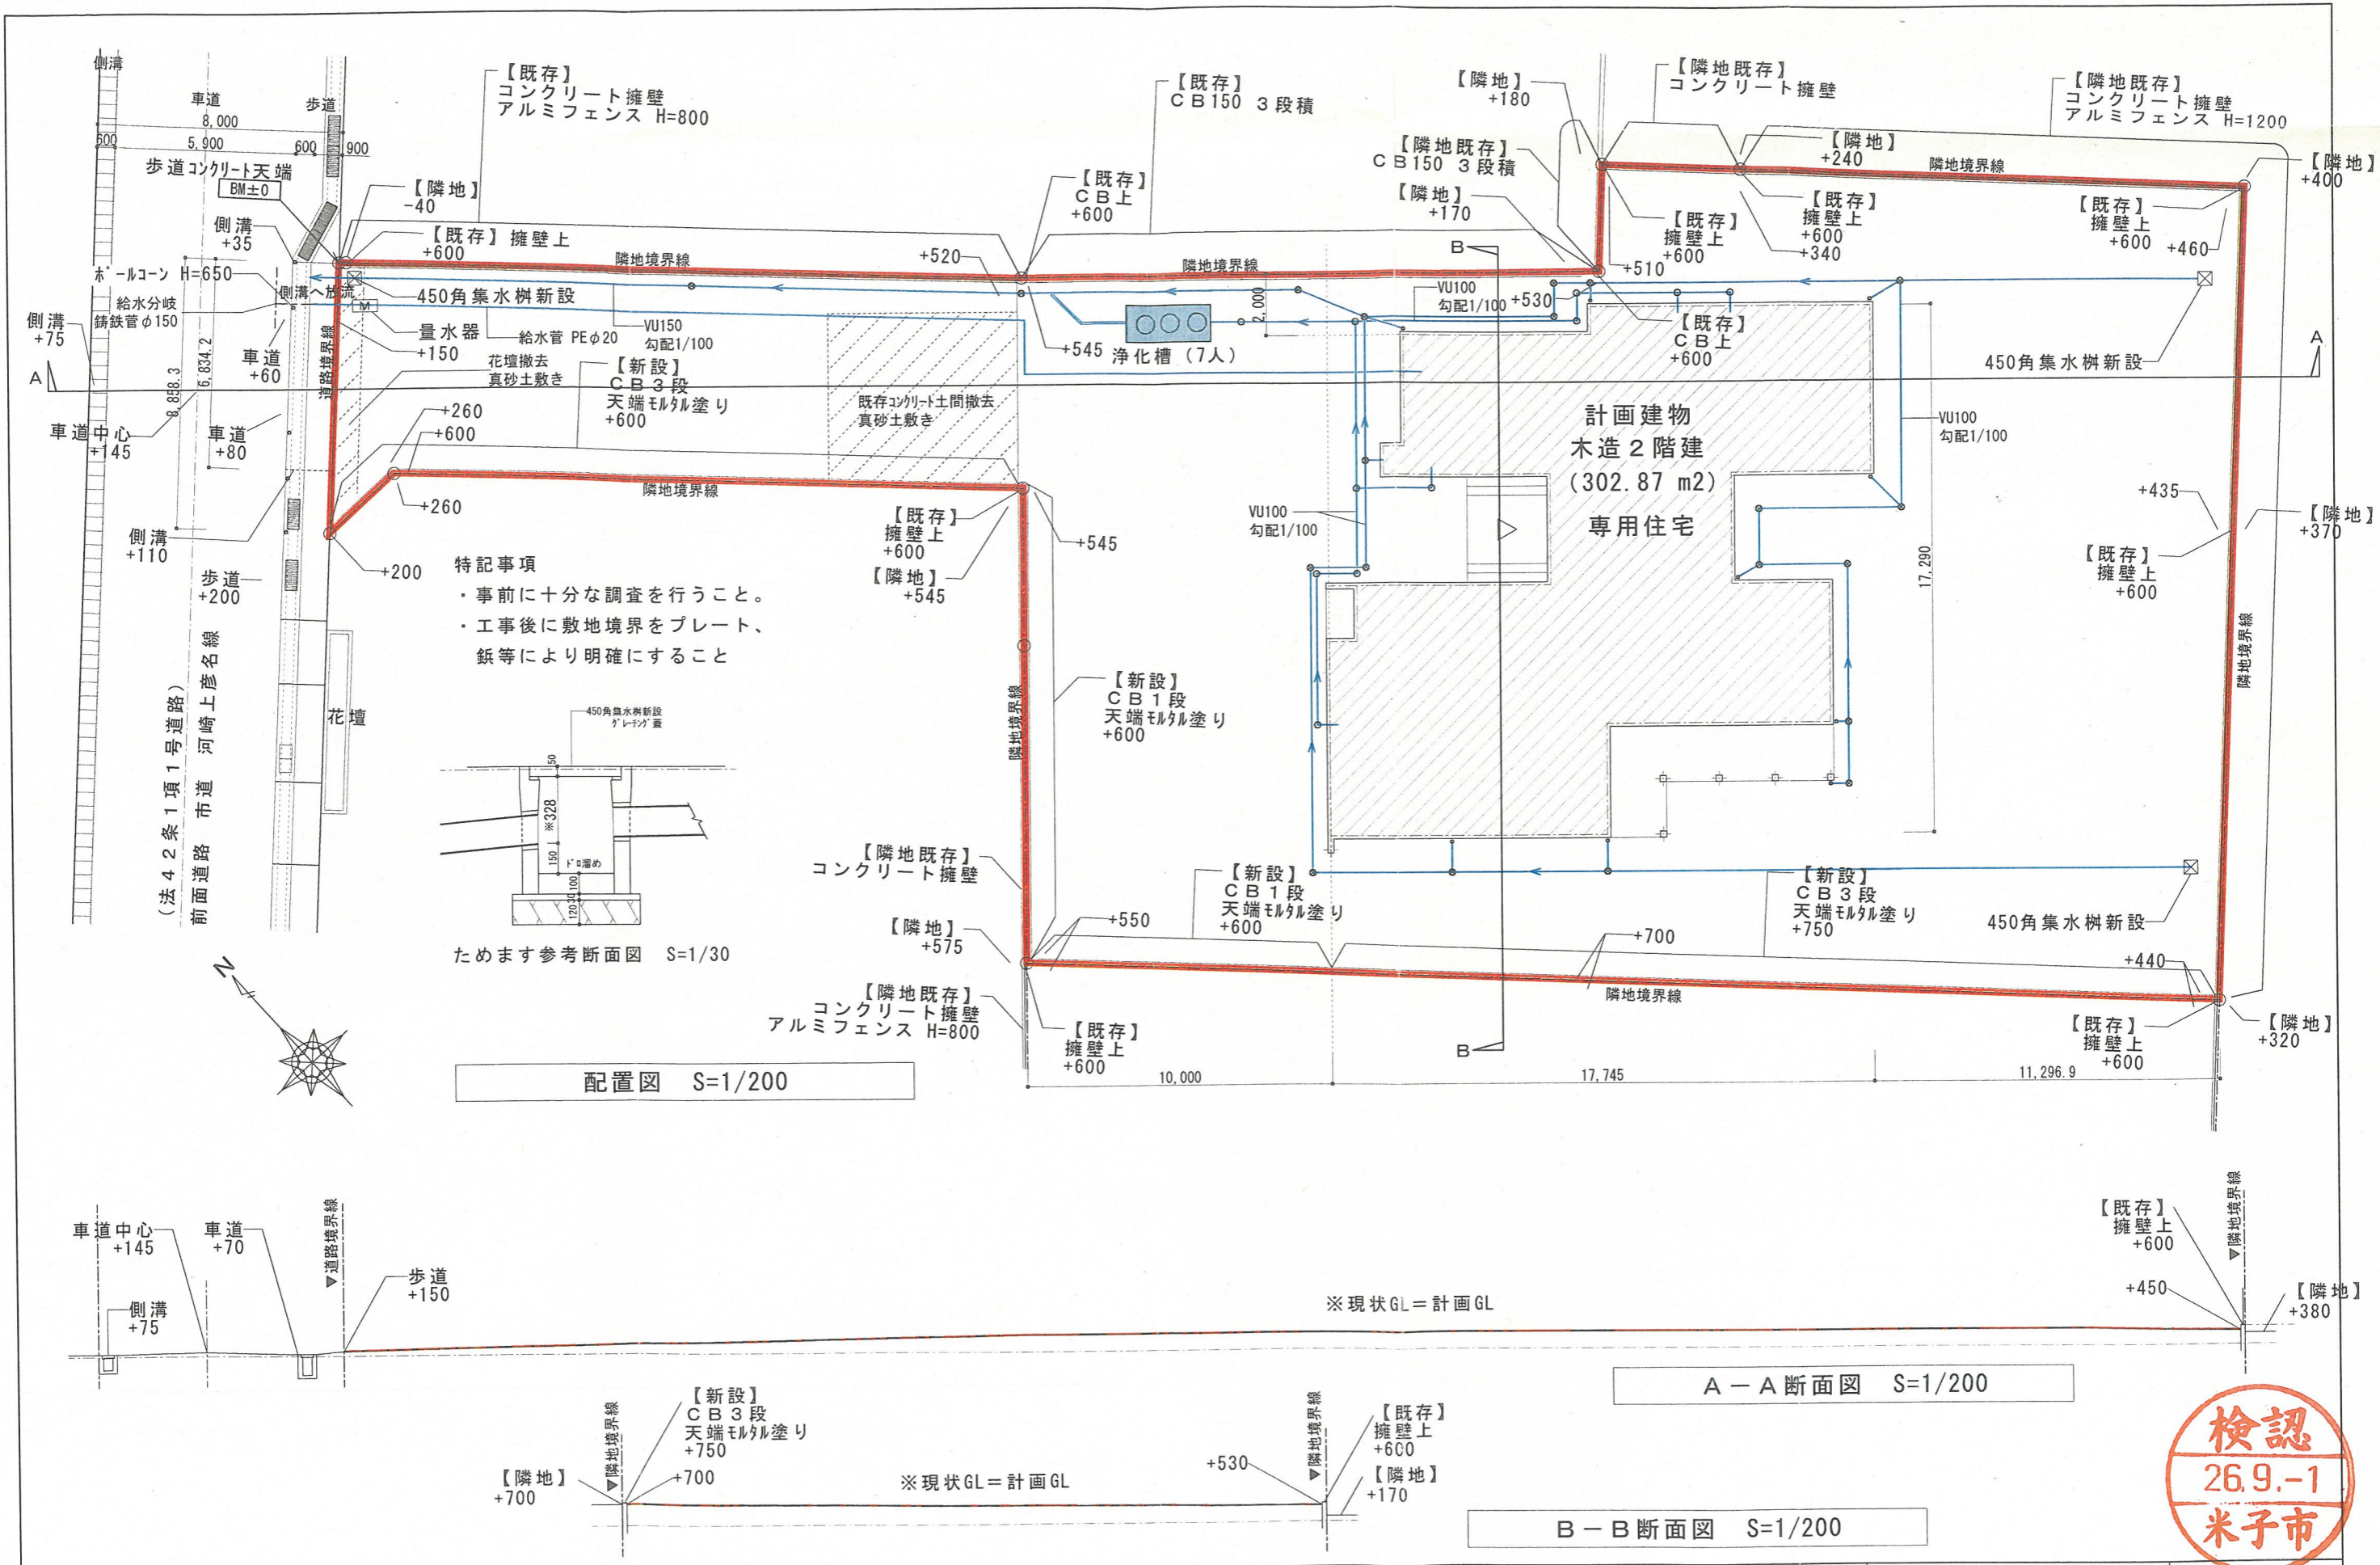 側溝
車道
歩道
8,000
600
5,900
600
900
歩道コンクリート天端
BM±0
【隣地】
-40
側溝
+35
【既存】擁壁上
+600
【既存】
コンクリート擁壁
アルミフェンス H=800
【既存】
ＣＢ150 ３段積
【既存】
ＣＢ上
+600
【隣地】
+180
【隣地既存】
ＣＢ150 ３段積
【隣地】
+170
【隣地既存】
コンクリート擁壁
【隣地既存】
コンクリート擁壁
アルミフェンス H=1200
【隣地】
+240
隣地境界線
【隣地】
+400
【既存】
擁壁上
+600
【既存】
擁壁上
+600
+340
【既存】
擁壁上
+600
+460
ポールコーン H=650
給水分岐
鋳鉄管φ150
側溝
+75
側溝へ放流
M
450角集水桝新設
量水器
+150
給水管 PEφ20
VU150
勾配1/100
隣地境界線
+520
隣地境界線
+545
浄化槽（7人）
2,000
B
VU100
勾配1/100
+530
+510
【既存】
ＣＢ上
+600
450角集水桝新設
A
A
車道
+60
道路境界線
花壇撤去
真砂土敷き
【新設】
ＣＢ３段
天端モルタル塗り
+600
既存コンクリート土間撤去
真砂土敷き
8,858.3
6,834.2
車道中心
+145
車道
+80
+260
+600
隣地境界線
+260
側溝
+110
歩道
+200
+200
【既存】
擁壁上
+600
【隣地】
+545
+545
VU100
勾配1/100
計画建物
木造２階建
(302.87 m2)
専用住宅
VU100
勾配1/100
17,290
+435
【隣地】
+370
【既存】
擁壁上
+600
隣地境界線
特記事項
・事前に十分な調査を行うこと。
・工事後に敷地境界をプレート、
鋲等により明確にすること
（法４２条１項１号道路）
前面道路 市道 河崎上彦名線
花壇
450角集水桝新設
グレーチング蓋
50
※328
150
ドロ溜め
100
30
120
ためます参考断面図 S=1/30
隣地境界線
【新設】
ＣＢ１段
天端モルタル塗り
+600
【隣地既存】
コンクリート擁壁
【隣地】
+575
+550
【新設】
ＣＢ１段
天端モルタル塗り
+600
+700
【新設】
ＣＢ３段
天端モルタル塗り
+750
450角集水桝新設
+440
隣地境界線
【隣地既存】
コンクリート擁壁
アルミフェンス H=800
【既存】
擁壁上
+600
B
【既存】
擁壁上
+600
【隣地】
+320
N
10,000
17,745
11,296.9
配置図 S=1/200
車道中心
+145
車道
+70
▼道路境界線
歩道
+150
側溝
+75
※現状GL＝計画GL
【既存】
擁壁上
+600
▼隣地境界線
+450
【隣地】
+380
Ａ－Ａ断面図 S=1/200
▼隣地境界線
【新設】
ＣＢ３段
天端モルタル塗り
+750
【隣地】
+700
+700
※現状GL＝計画GL
+530
▼隣地境界線
【既存】
擁壁上
+600
【隣地】
+170
Ｂ－Ｂ断面図 S=1/200
検認
26.9.-1
米子市